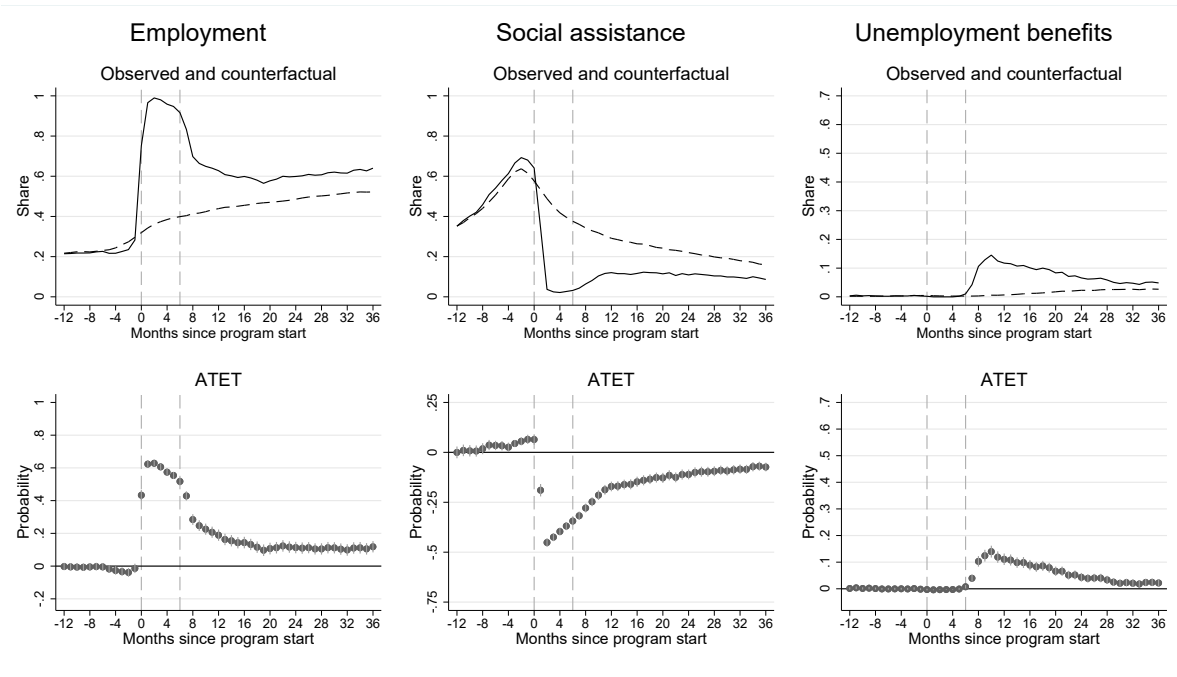 Employment
Social assistance
Unemployment benefits
Observed and counterfactual
Observed and counterfactual
Observed and counterfactual
Share
0 .2 .4 .6 .8 1
-12 -8 -4 0 4 8 12 16 20 24 28 32 36
Months since program start
Share
0 .2 .4 .6 .8 1
-12 -8 -4 0 4 8 12 16 20 24 28 32 36
Months since program start
Share
0 .1 .2 .3 .4 .5 .6 .7
-12 -8 -4 0 4 8 12 16 20 24 28 32 36
Months since program start
ATET
ATET
ATET
Probability
-.2 0 .2 .4 .6 .8 1
-12 -8 -4 0 4 8 12 16 20 24 28 32 36
Months since program start
Probability
-.75 -.5 -.25 0 .25
-12 -8 -4 0 4 8 12 16 20 24 28 32 36
Months since program start
Probability
0 .1 .2 .3 .4 .5 .6 .7
-12 -8 -4 0 4 8 12 16 20 24 28 32 36
Months since program start